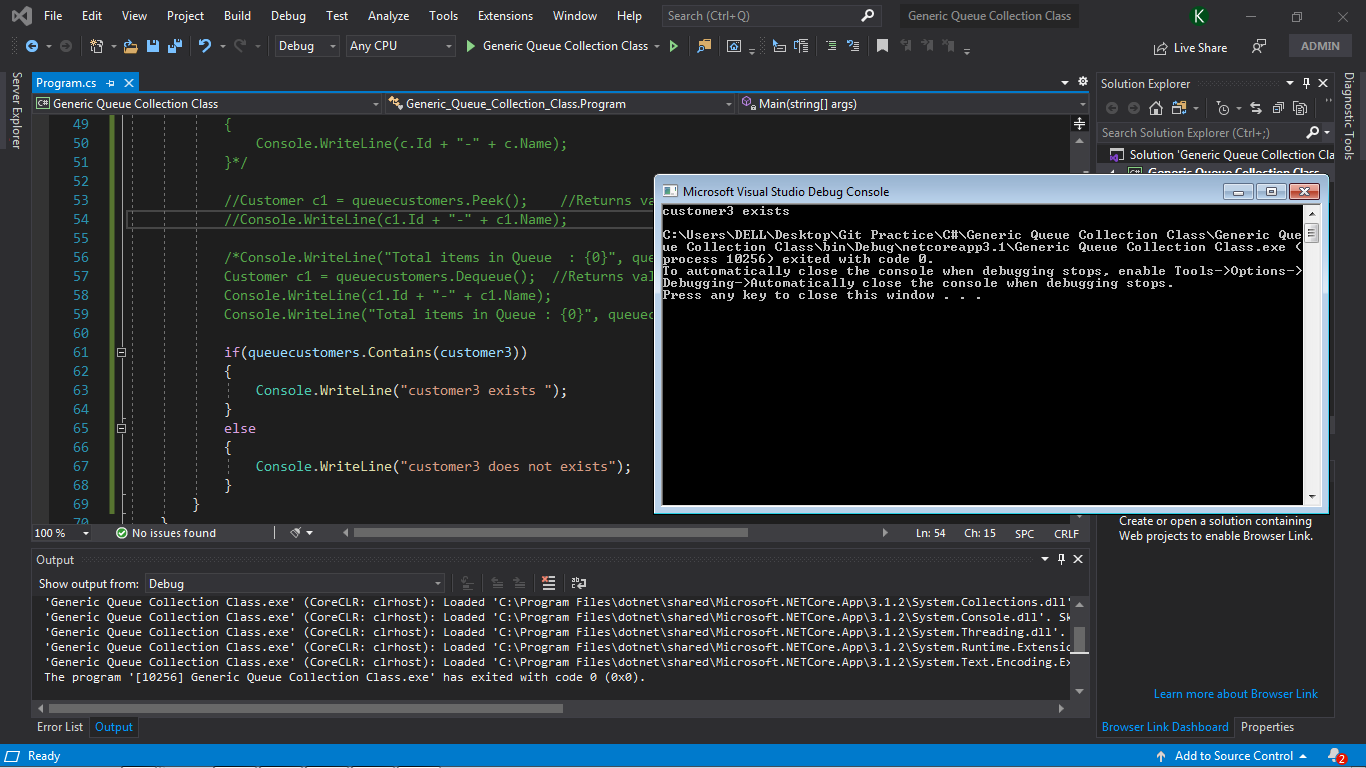 File Edit View Project Build Debug Test Analyze Tools Extensions Window Help Search (Ctrl+Q) Generic Queue Collection Class K
Debug Any CPU Generic Queue Collection Class Live Share ADMIN
Server Explorer
Program.cs
C# Generic Queue Collection Class Generic_Queue_Collection_Class.Program Main(string[] args)
49 {
50 Console.WriteLine(c.Id + "-" + c.Name);
51 }*/
52
53 //Customer c1 = queuecustomers.Peek(); //Returns va
54 //Console.WriteLine(c1.Id + "-" + c1.Name);
55
56 /*Console.WriteLine("Total items in Queue : {0}", que
57 Customer c1 = queuecustomers.Dequeue(); //Returns val
58 Console.WriteLine(c1.Id + "-" + c1.Name);
59 Console.WriteLine("Total items in Queue : {0}", queuec
60
61 if(queuecustomers.Contains(customer3))
62 {
63 Console.WriteLine("customer3 exists ");
64 }
65 else
66 {
67 Console.WriteLine("customer3 does not exists");
68 }
69 }
70 }
100 % No issues found Ln: 54 Ch: 15 SPC CRLF
Microsoft Visual Studio Debug Console
customer3 exists
C:\Users\DELL\Desktop\Git Practice\C#\Generic Queue Collection Class\Generic Que
ue Collection Class\bin\Debug\netcoreapp3.1\Generic Queue Collection Class.exe (
process 10256) exited with code 0.
To automatically close the console when debugging stops, enable Tools->Options->
Debugging->Automatically close the console when debugging stops.
Press any key to close this window . . .
Solution Explorer
Search Solution Explorer (Ctrl+;)
Solution 'Generic Queue Collection Cla
Generic Queue Collection Class
Diagnostic Tools
Create or open a solution containing
Web projects to enable Browser Link.
Learn more about Browser Link
Browser Link Dashboard Properties
Output
Show output from: Debug
'Generic Queue Collection Class.exe' (CoreCLR: clrhost): Loaded 'C:\Program Files\dotnet\shared\Microsoft.NETCore.App\3.1.2\System.Collections.dll'
'Generic Queue Collection Class.exe' (CoreCLR: clrhost): Loaded 'C:\Program Files\dotnet\shared\Microsoft.NETCore.App\3.1.2\System.Console.dll'. Sk
'Generic Queue Collection Class.exe' (CoreCLR: clrhost): Loaded 'C:\Program Files\dotnet\shared\Microsoft.NETCore.App\3.1.2\System.Threading.dll'.
'Generic Queue Collection Class.exe' (CoreCLR: clrhost): Loaded 'C:\Program Files\dotnet\shared\Microsoft.NETCore.App\3.1.2\System.Runtime.Extensio
'Generic Queue Collection Class.exe' (CoreCLR: clrhost): Loaded 'C:\Program Files\dotnet\shared\Microsoft.NETCore.App\3.1.2\System.Text.Encoding.Ex
The program '[10256] Generic Queue Collection Class.exe' has exited with code 0 (0x0).
Error List Output
Ready Add to Source Control 2